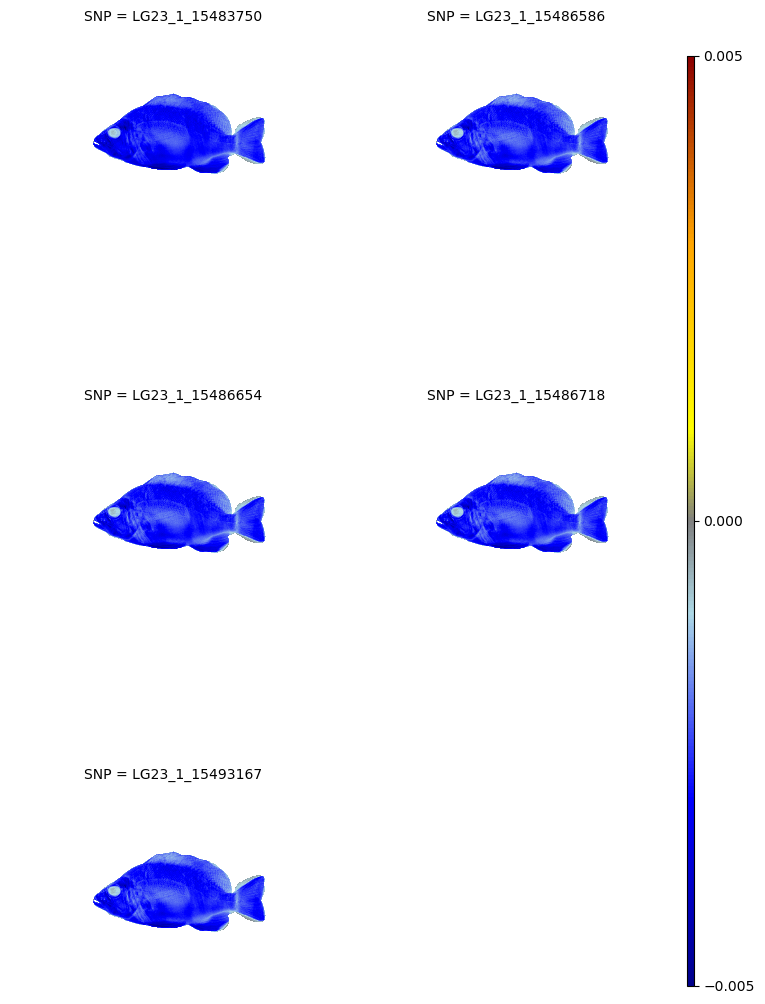 SNP = LG23_1_15483750
SNP = LG23_1_15486586
0.005
SNP = LG23_1_15486654
SNP = LG23_1_15486718
0.000
SNP = LG23_1_15493167
−0.005